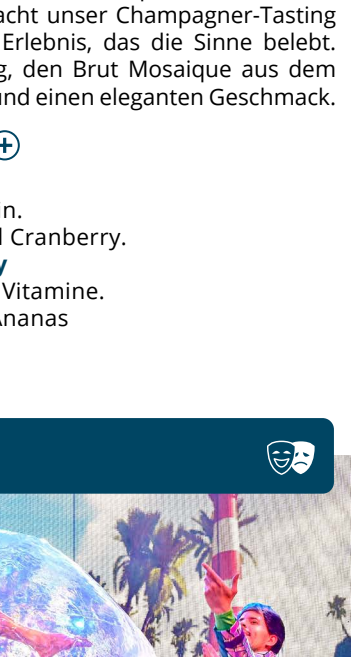 acht unser Champagner-Tasting
Erlebnis, das die Sinne belebt.
g, den Brut Mosaique aus dem
und einen eleganten Geschmack.
in.
d Cranberry.
y
Vitamine.
Ananas